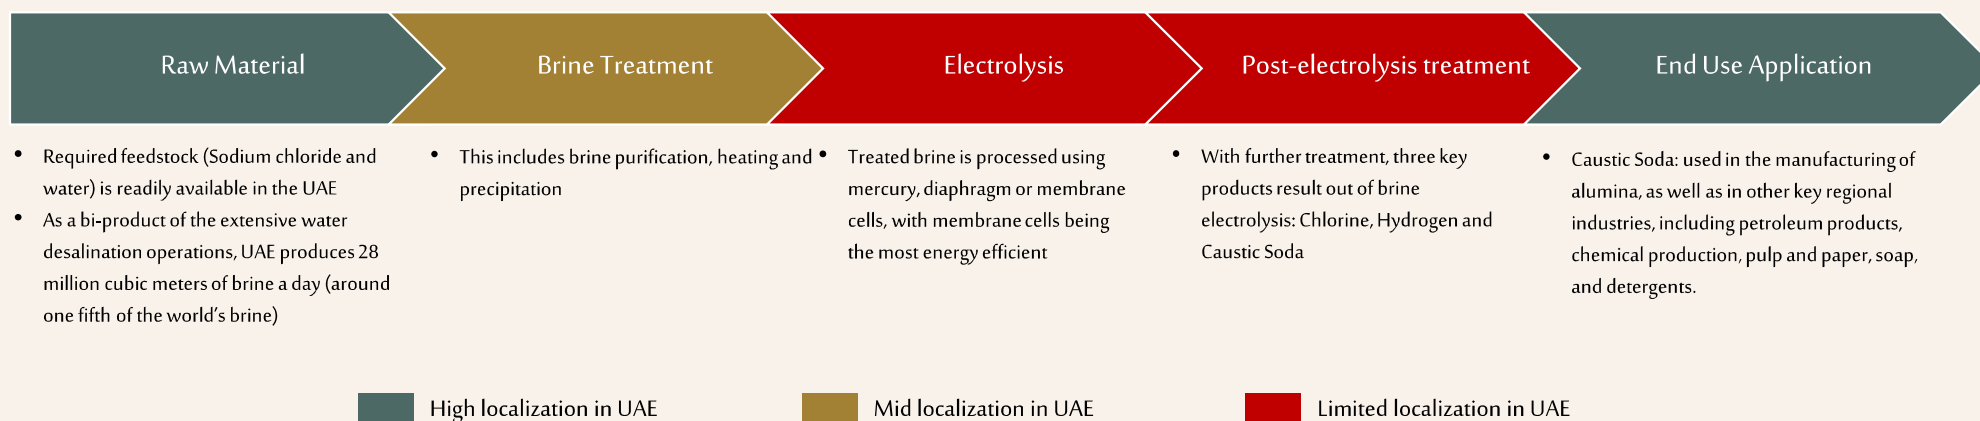 Raw Material
Brine Treatment
Electrolysis
Post-electrolysis treatment
End Use Application
• Required feedstock (Sodium chloride and
water) is readily available in the UAE
• As a bi-product of the extensive water
desalination operations, UAE produces 28
million cubic meters of brine a day (around
one fifth of the world's brine)
• This includes brine purification, heating and
precipitation
• Treated brine is processed using
mercury, diaphragm or membrane
cells, with membrane cells being
the most energy efficient
• With further treatment, three key
products result out of brine
electrolysis: Chlorine, Hydrogen and
Caustic Soda
• Caustic Soda: used in the manufacturing of
alumina, as well as in other key regional
industries, including petroleum products,
chemical production, pulp and paper, soap,
and detergents.
High localization in UAE
Mid localization in UAE
Limited localization in UAE